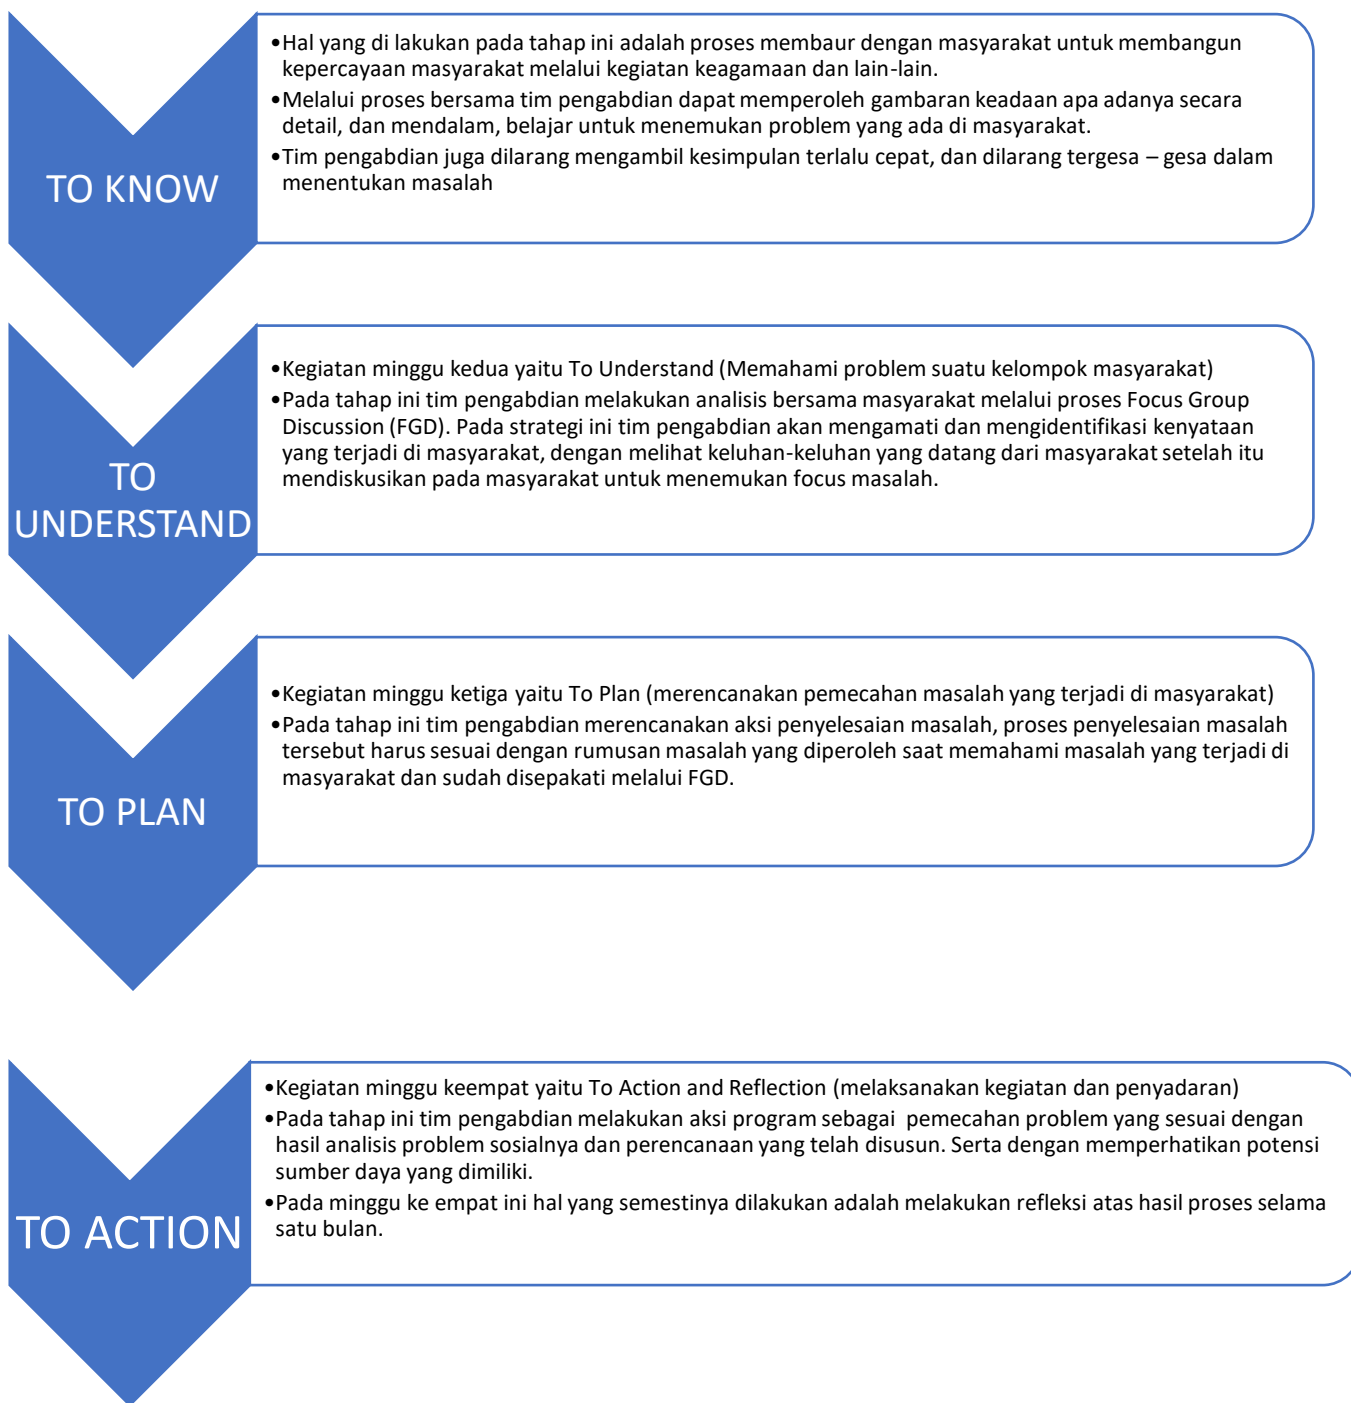 TO KNOW
•Hal yang di lakukan pada tahap ini adalah proses membaur dengan masyarakat untuk membangun
kepercayaan masyarakat melalui kegiatan keagamaan dan lain-lain.
•Melalui proses bersama tim pengabdian dapat memperoleh gambaran keadaan apa adanya secara
detail, dan mendalam, belajar untuk menemukan problem yang ada di masyarakat.
•Tim pengabdian juga dilarang mengambil kesimpulan terlalu cepat, dan dilarang tergesa – gesa dalam
menentukan masalah
TO
UNDERSTAND
•Kegiatan minggu kedua yaitu To Understand (Memahami problem suatu kelompok masyarakat)
•Pada tahap ini tim pengabdian melakukan analisis bersama masyarakat melalui proses Focus Group
Discussion (FGD). Pada strategi ini tim pengabdian akan mengamati dan mengidentifikasi kenyataan
yang terjadi di masyarakat, dengan melihat keluhan-keluhan yang datang dari masyarakat setelah itu
mendiskusikan pada masyarakat untuk menemukan focus masalah.
TO PLAN
•Kegiatan minggu ketiga yaitu To Plan (merencanakan pemecahan masalah yang terjadi di masyarakat)
•Pada tahap ini tim pengabdian merencanakan aksi penyelesaian masalah, proses penyelesaian masalah
tersebut harus sesuai dengan rumusan masalah yang diperoleh saat memahami masalah yang terjadi di
masyarakat dan sudah disepakati melalui FGD.
TO ACTION
•Kegiatan minggu keempat yaitu To Action and Reflection (melaksanakan kegiatan dan penyadaran)
•Pada tahap ini tim pengabdian melakukan aksi program sebagai  pemecahan problem yang sesuai dengan
hasil analisis problem sosialnya dan perencanaan yang telah disusun. Serta dengan memperhatikan potensi
sumber daya yang dimiliki.
•Pada minggu ke empat ini hal yang semestinya dilakukan adalah melakukan refleksi atas hasil proses selama
satu bulan.